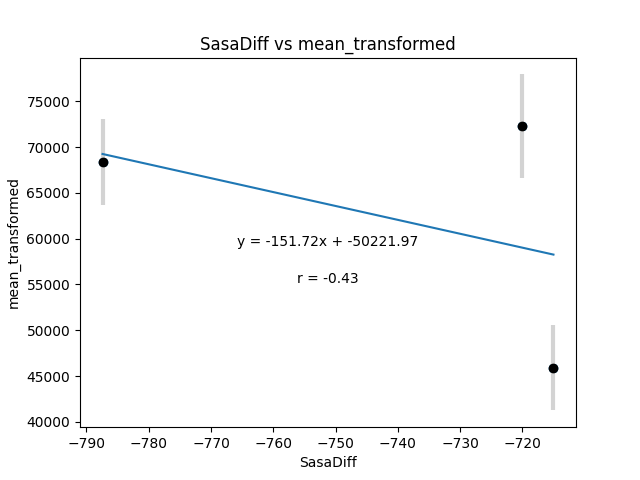 SasaDiff vs mean_transformed
75000
70000
65000
60000
55000
50000
45000
40000
mean_transformed
y = -151.72x + -50221.97
r = -0.43
−790 −780 −770 −760 −750 −740 −730 −720
SasaDiff